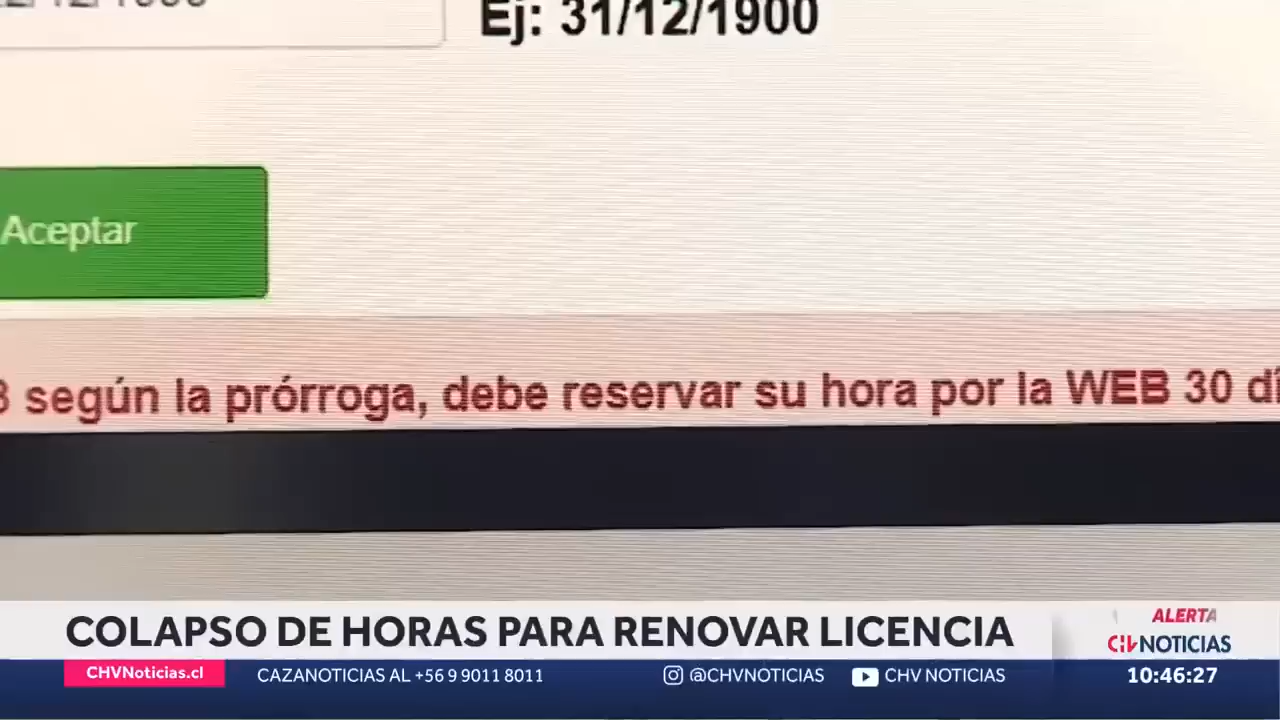 Ej: 31/12/1900
Aceptar
según la prórroga, debe reservar su hora por la WEB 30
COLAPSO DE HORAS PARA RENOVAR LICENCIA
ALERTA
CHV NOTICIAS
CHVNoticias.cl
CAZANOTICIAS AL +56 9 9011 8011
@CHVNOTICIAS
CHV NOTICIAS
10:46:27